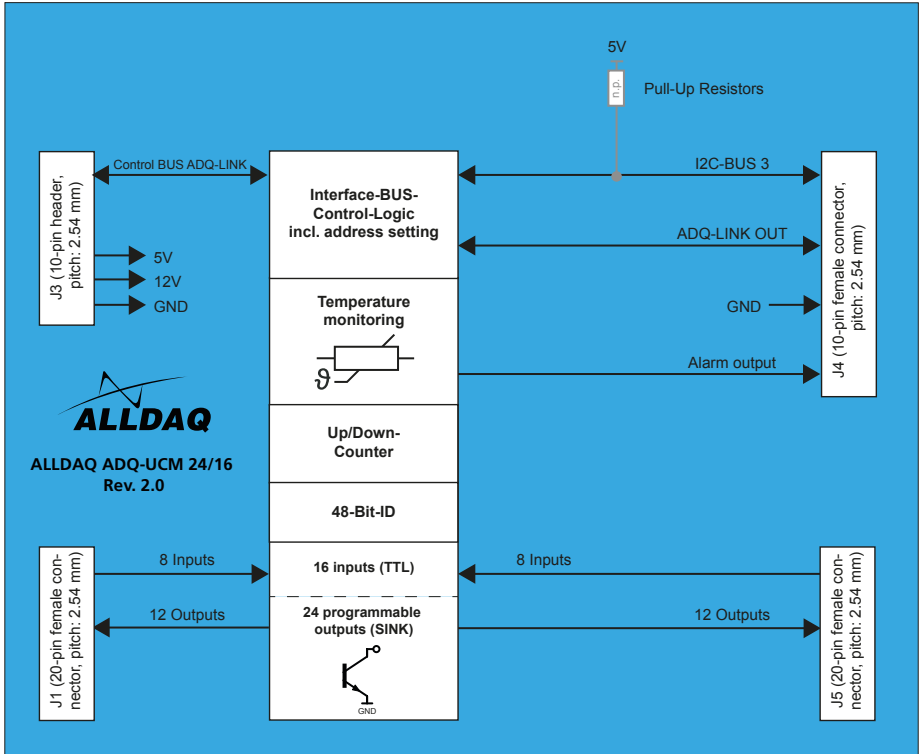 5V
n.p.
Pull-Up Resistors
J3 (10-pin header,
pitch: 2.54 mm)
Control BUS ADQ-LINK
5V
12V
GND
Interface-BUS-
Control-Logic
incl. address setting
I2C-BUS 3
ADQ-LINK OUT
GND
Alarm output
J4 (10-pin female connector,
pitch: 2.54 mm)
Temperature
monitoring
ϑ
ALLDAQ
ALLDAQ ADQ-UCM 24/16
Rev. 2.0
Up/Down-
Counter
48-Bit-ID
J1 (20-pin female con-
nector, pitch: 2.54 mm)
8 Inputs
12 Outputs
16 inputs (TTL)
24 programmable
outputs (SINK)
GND
8 Inputs
12 Outputs
J5 (20-pin female con-
nector, pitch: 2.54 mm)